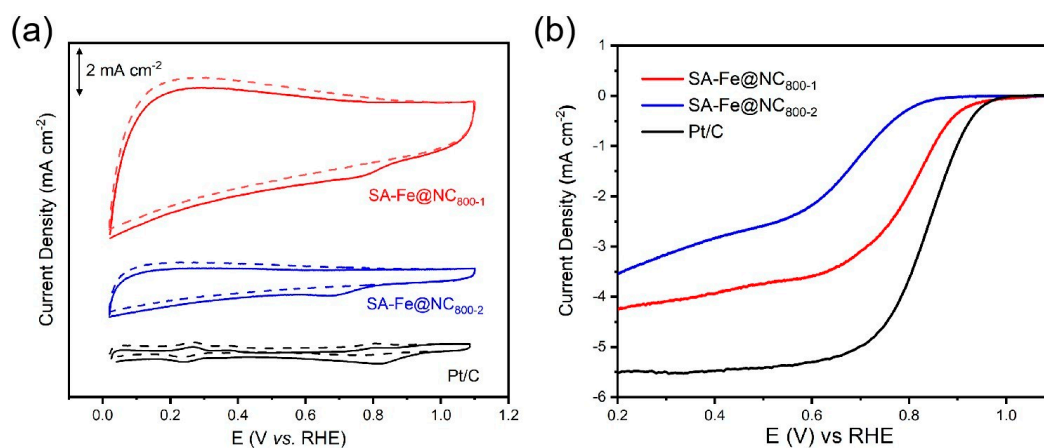 (a)
2 mA cm⁻²
Current Density (mA cm⁻²)
SA-Fe@NC₈₀₀₋₁
SA-Fe@NC₈₀₀₋₂
Pt/C
0.0 0.2 0.4 0.6 0.8 1.0 1.2
E (V vs. RHE)
(b)
1
0
-1
-2
-3
-4
-5
-6
Current Density (mA cm⁻²)
SA-Fe@NC₈₀₀₋₁
SA-Fe@NC₈₀₀₋₂
Pt/C
0.2 0.4 0.6 0.8 1.0
E (V) vs RHE